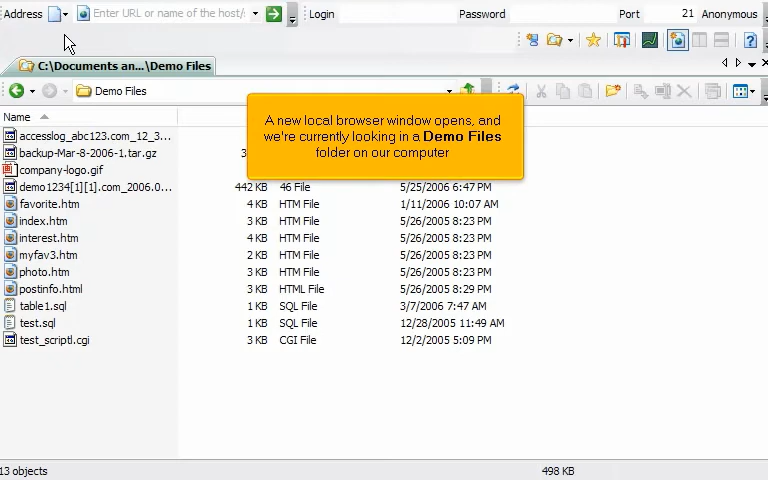 Address Enter URL or name of the host/s Login Password Port 21 Anonymous
C:\Documents an...\Demo Files
Demo Files
Name
A new local browser window opens, and
we're currently looking in a Demo Files
folder on our computer
accesslog_abc123.com_12_3...
backup-Mar-8-2006-1.tar.gz 3
company-logo.gif
demo1234[1][1].com_2006.0... 442 KB 46 File 5/25/2006 6:47 PM
favorite.htm 4 KB HTM File 1/11/2006 10:07 AM
index.htm 3 KB HTM File 5/26/2005 8:23 PM
interest.htm 4 KB HTM File 5/26/2005 8:23 PM
myfav3.htm 2 KB HTM File 5/26/2005 8:23 PM
photo.htm 3 KB HTM File 5/26/2005 8:23 PM
postinfo.html 3 KB HTML File 5/26/2005 8:29 PM
table1.sql 1 KB SQL File 3/7/2006 7:47 AM
test.sql 1 KB SQL File 12/28/2005 11:49 AM
test_scriptl.cgi 3 KB CGI File 12/2/2005 5:09 PM
13 objects 498 KB